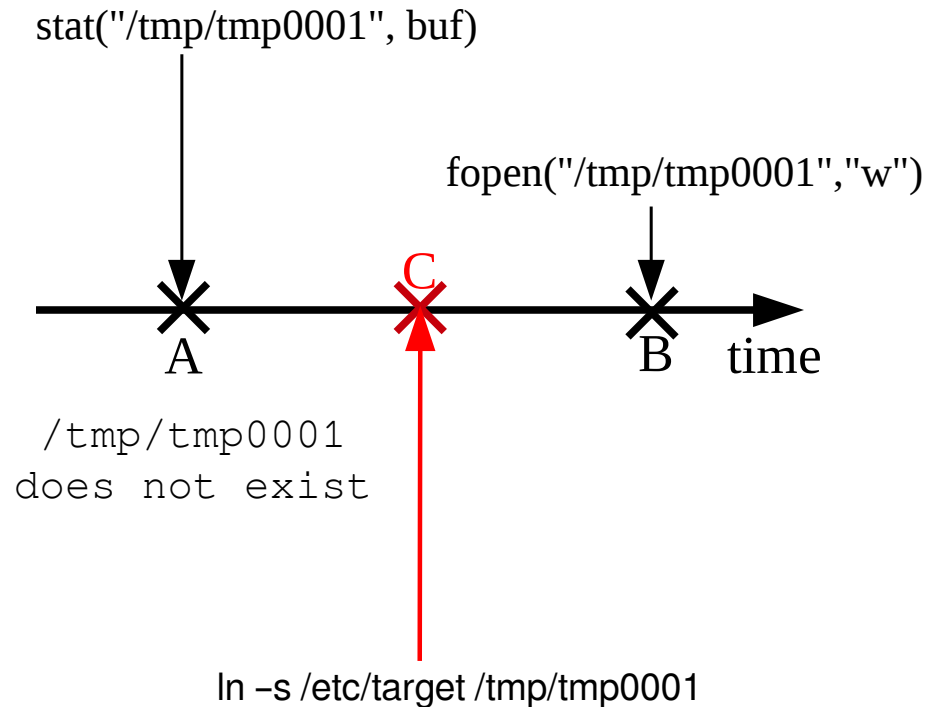 stat("/tmp/tmp0001", buf)
fopen("/tmp/tmp0001","w")
C
A
B
time
/tmp/tmp0001
does not exist
ln –s /etc/target /tmp/tmp0001